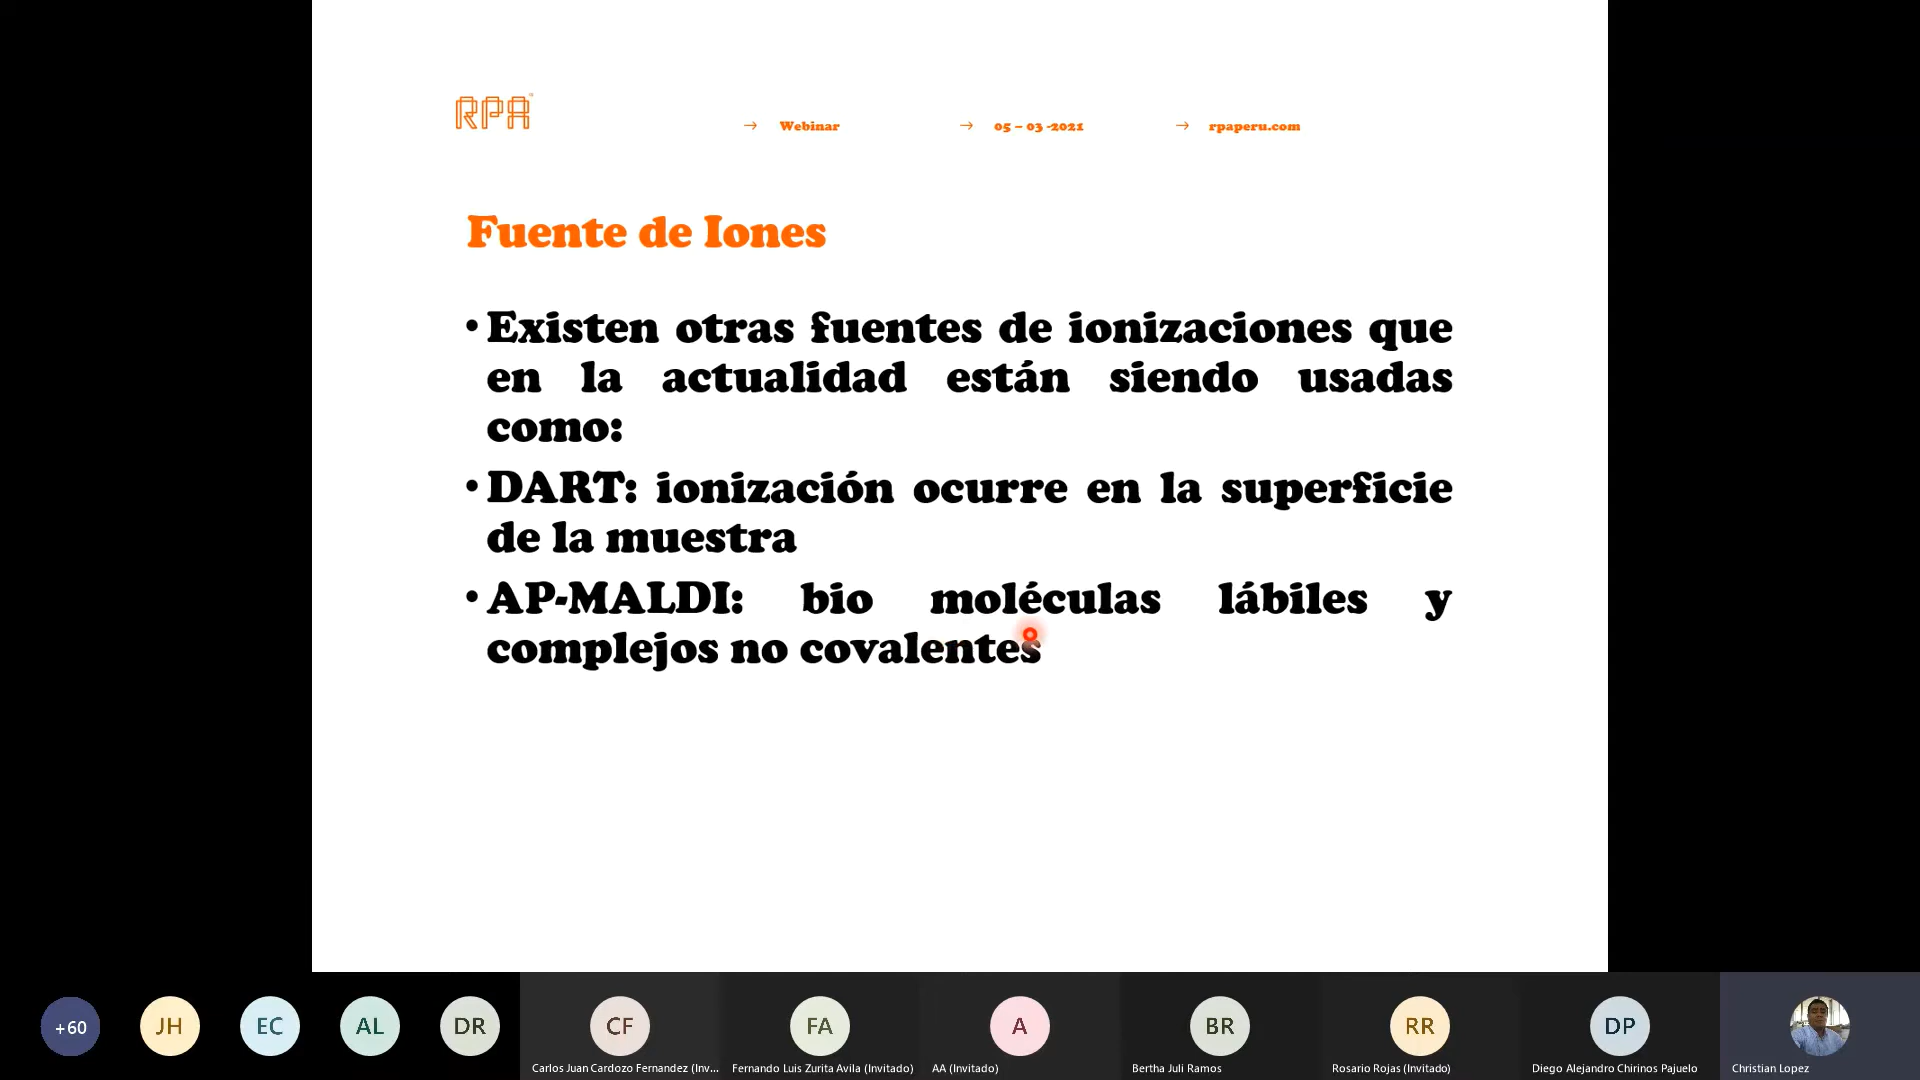 RPA
→ Webinar → 05 – 03 -2021 → rpaperu.com
Fuente de Iones
• Existen otras fuentes de ionizaciones que
en la actualidad están siendo usadas
como:
• DART: ionización ocurre en la superficie
de la muestra
• AP-MALDI: bio moléculas lábiles y
complejos no covalentes
+60 JH EC AL DR CF FA A BR RR DP
Carlos Juan Cardozo Fernandez (Inv... Fernando Luis Zurita Avila (Invitado) AA (Invitado) Bertha Juli Ramos Rosario Rojas (Invitado) Diego Alejandro Chirinos Pajuelo Christian Lopez